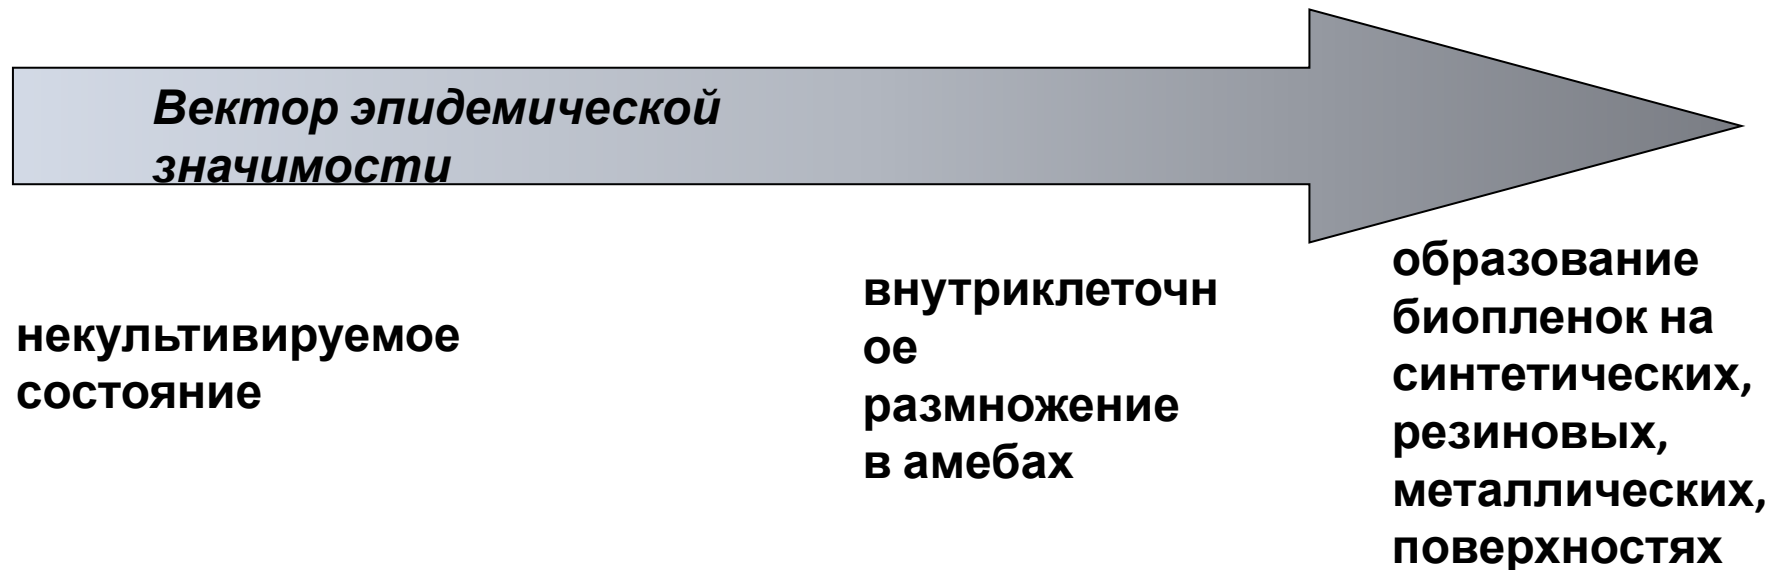 Вектор эпидемической
значимости
некультивируемое
состояние
внутриклеточн
ое
размножение
в амебах
образование
биопленок на
синтетических,
резиновых,
металлических,
поверхностях